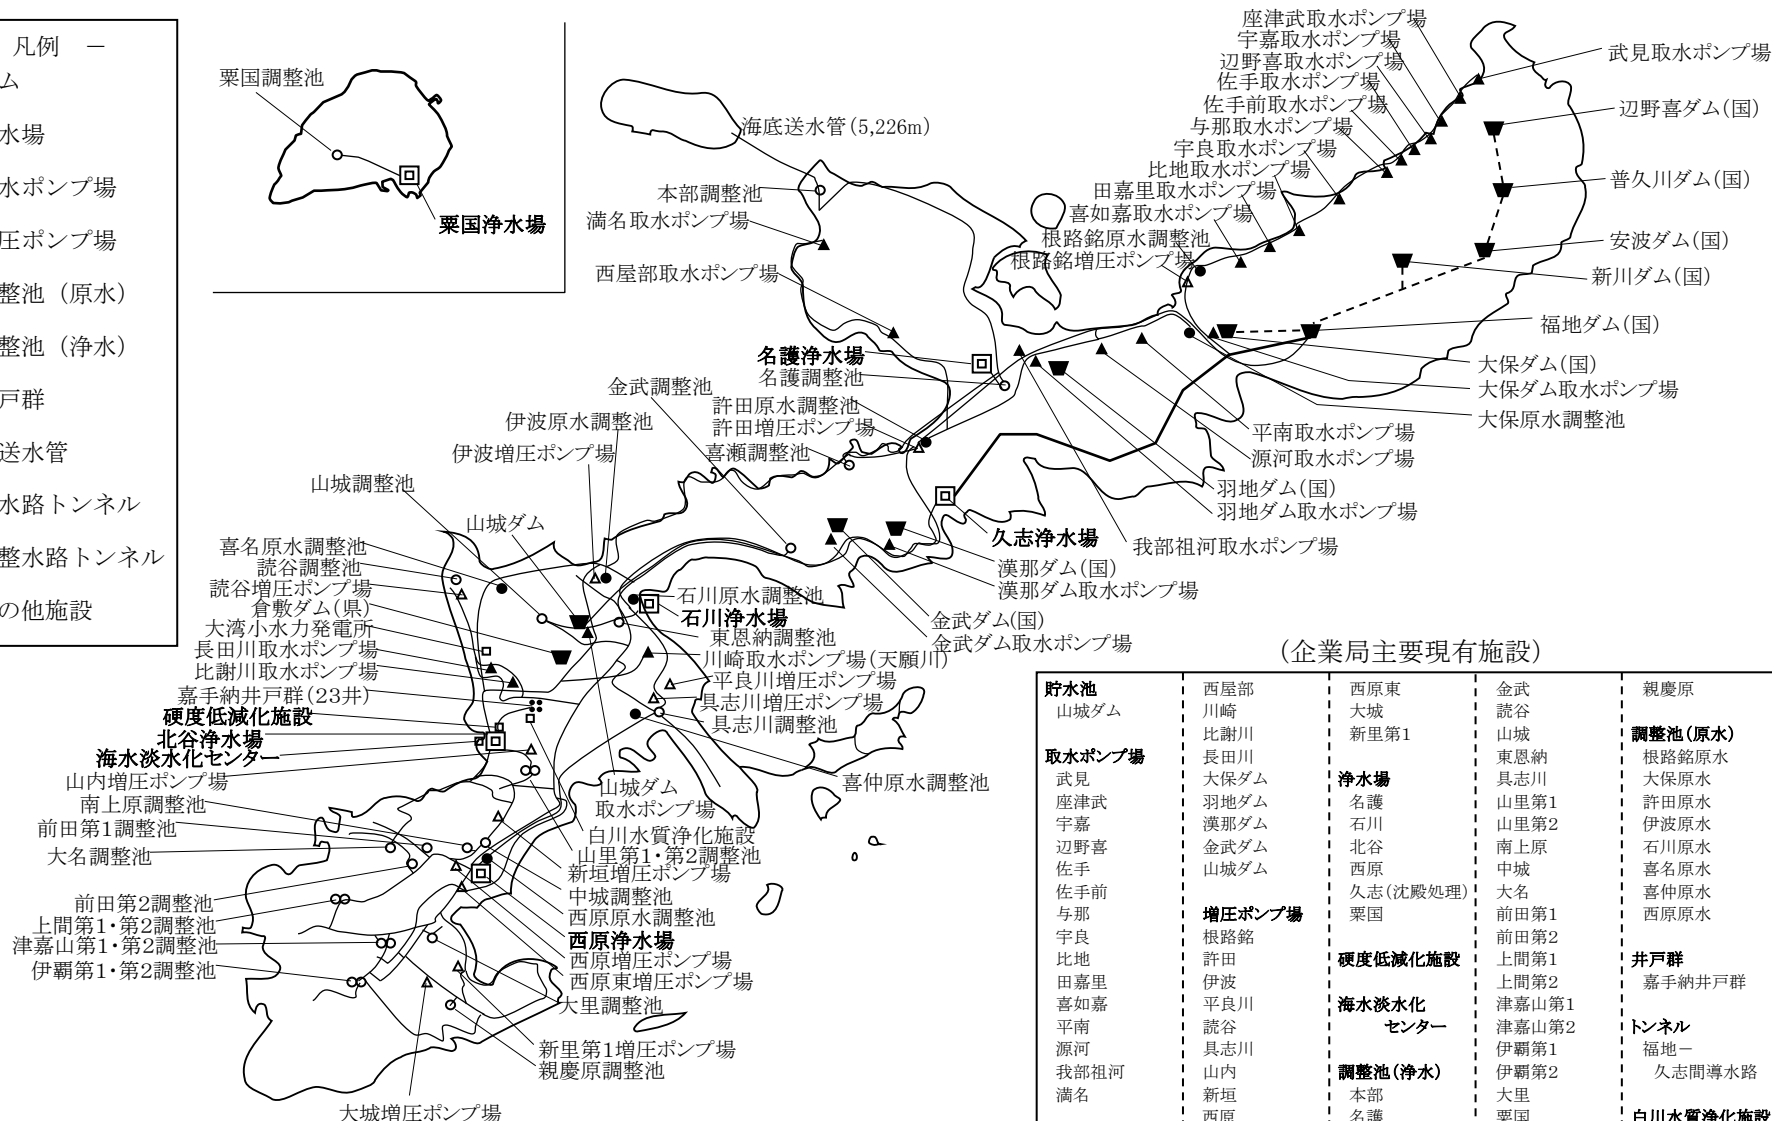 凡例 －
ム
水場
水ポンプ場
圧ポンプ場
整池（原水）
整池（浄水）
戸群
送水管
水路トンネル
整水路トンネル
の他施設
粟国調整池
粟国浄水場
海底送水管(5,226m)
本部調整池
満名取水ポンプ場
西屋部取水ポンプ場
座津武取水ポンプ場
宇嘉取水ポンプ場
辺野喜取水ポンプ場
佐手取水ポンプ場
佐手前取水ポンプ場
与那取水ポンプ場
宇良取水ポンプ場
比地取水ポンプ場
田嘉里取水ポンプ場
喜如嘉取水ポンプ場
根路銘原水調整池
根路銘増圧ポンプ場
武見取水ポンプ場
辺野喜ダム(国)
普久川ダム(国)
安波ダム(国)
新川ダム(国)
福地ダム(国)
大保ダム(国)
大保ダム取水ポンプ場
大保原水調整池
平南取水ポンプ場
源河取水ポンプ場
羽地ダム(国)
羽地ダム取水ポンプ場
我部祖河取水ポンプ場
名護浄水場
名護調整池
金武調整池
許田原水調整池
許田増圧ポンプ場
喜瀬調整池
伊波原水調整池
伊波増圧ポンプ場
山城調整池
山城ダム
久志浄水場
漢那ダム(国)
漢那ダム取水ポンプ場
金武ダム(国)
金武ダム取水ポンプ場
喜名原水調整池
読谷調整池
読谷増圧ポンプ場
倉敷ダム(県)
大湾小水力発電所
長田川取水ポンプ場
比謝川取水ポンプ場
嘉手納井戸群(23井)
硬度低減化施設
北谷浄水場
海水淡水化センター
山内増圧ポンプ場
南上原調整池
前田第1調整池
大名調整池
前田第2調整池
上間第1・第2調整池
津嘉山第1・第2調整池
伊覇第1・第2調整池
石川原水調整池
石川浄水場
東恩納調整池
川崎取水ポンプ場(天願川)
平良川増圧ポンプ場
具志川増圧ポンプ場
具志川調整池
喜仲原水調整池
山城ダム
取水ポンプ場
白川水質浄化施設
山里第1・第2調整池
新垣増圧ポンプ場
中城調整池
西原原水調整池
西原浄水場
西原増圧ポンプ場
西原東増圧ポンプ場
大里調整池
新里第1増圧ポンプ場
親慶原調整池
大城増圧ポンプ場
(企業局主要現有施設)
貯水池
山城ダム
取水ポンプ場
武見
座津武
宇嘉
辺野喜
佐手
佐手前
与那
宇良
比地
田嘉里
喜如嘉
平南
源河
我部祖河
満名
西屋部
川崎
比謝川
長田川
大保ダム
羽地ダム
漢那ダム
金武ダム
山城ダム
増圧ポンプ場
根路銘
許田
伊波
平良川
読谷
具志川
山内
新垣
西原
西原東
大城
新里第1
浄水場
名護
石川
北谷
西原
久志(沈殿処理)
粟国
硬度低減化施設
海水淡水化
センター
調整池(浄水)
本部
名護
金武
読谷
山城
東恩納
具志川
山里第1
山里第2
南上原
中城
大名
前田第1
前田第2
上間第1
上間第2
津嘉山第1
津嘉山第2
伊覇第1
伊覇第2
大里
粟国
親慶原
調整池(原水)
根路銘原水
大保原水
許田原水
伊波原水
石川原水
喜名原水
喜仲原水
西原原水
井戸群
嘉手納井戸群
トンネル
福地－
久志間導水路
白川水質浄化施設